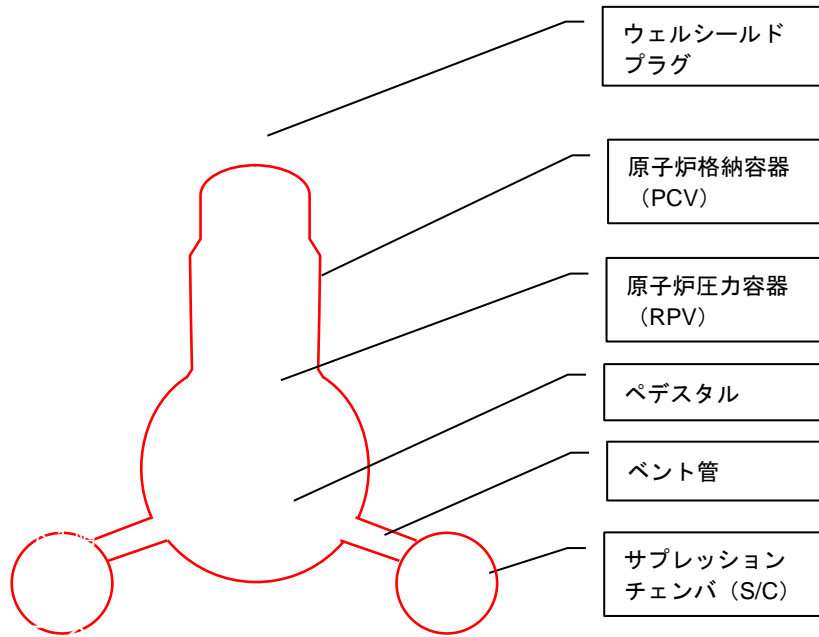 ウェルシールド
プラグ
原子炉格納容器
（PCV）
原子炉圧力容器
（RPV）
ペデスタル
ベント管
サプレッション
チェンバ（S/C）